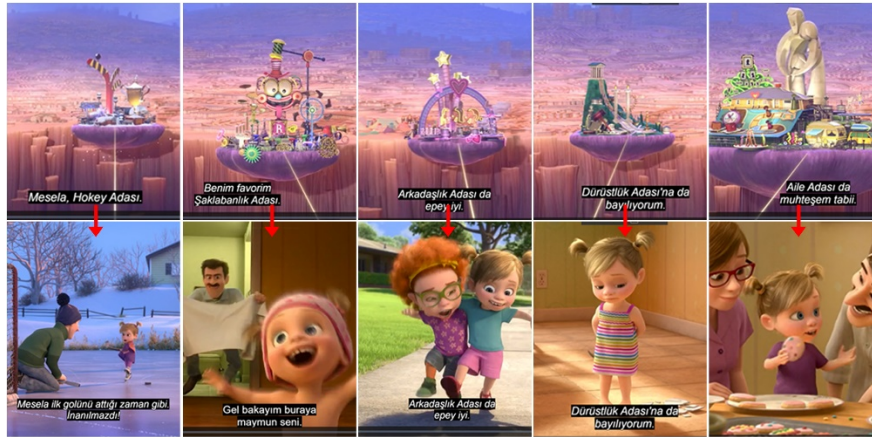 Mesela, Hokey Adası.
Benim favorim
Şaklabanlık Adası.
Arkadaşlık Adası da
epey iyi.
Dürüstlük Adası'na da
bayılıyorum.
Aile Adası da
muhteşem tabii.
Mesela ilk golünü attığı zaman gibi.
İnanılmazdı!
Gel bakayım buraya
maymun seni.
Arkadaşlık Adası da
epey iyi.
Dürüstlük Adası'na da
bayılıyorum.